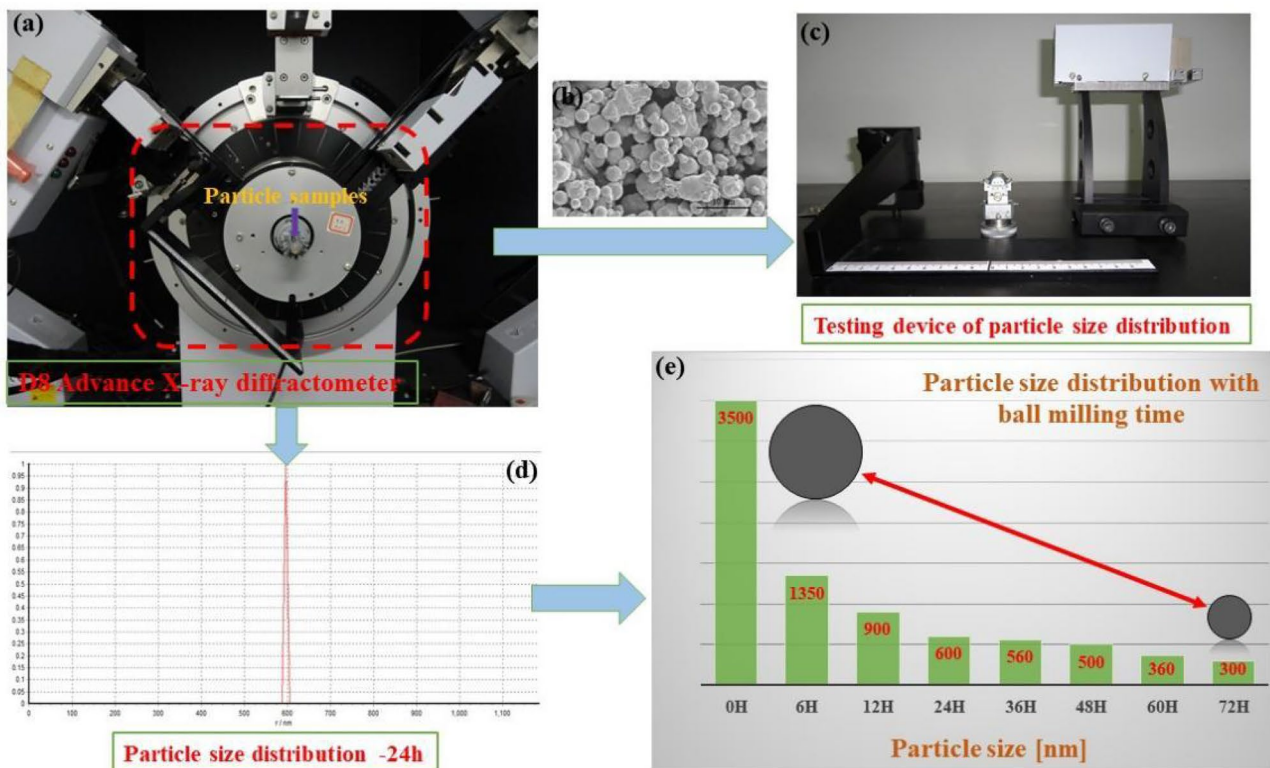 (a)
Particle samples
D8 Advance X-ray diffractometer
(b)
(c)
Testing device of particle size distribution
(d)
1
0.95
0.9
0.85
0.8
0.75
0.7
0.65
0.6
0.55
0.5
0.45
0.4
0.35
0.3
0.25
0.2
0.15
0.1
0.05
0
0 100 200 300 400 500 600 700 800 900 1,000 1,100
r / nm
Particle size distribution -24h
(e)
Particle size distribution with
ball milling time
3500
1350
900
600
560
500
360
300
0H 6H 12H 24H 36H 48H 60H 72H
Particle size [nm]